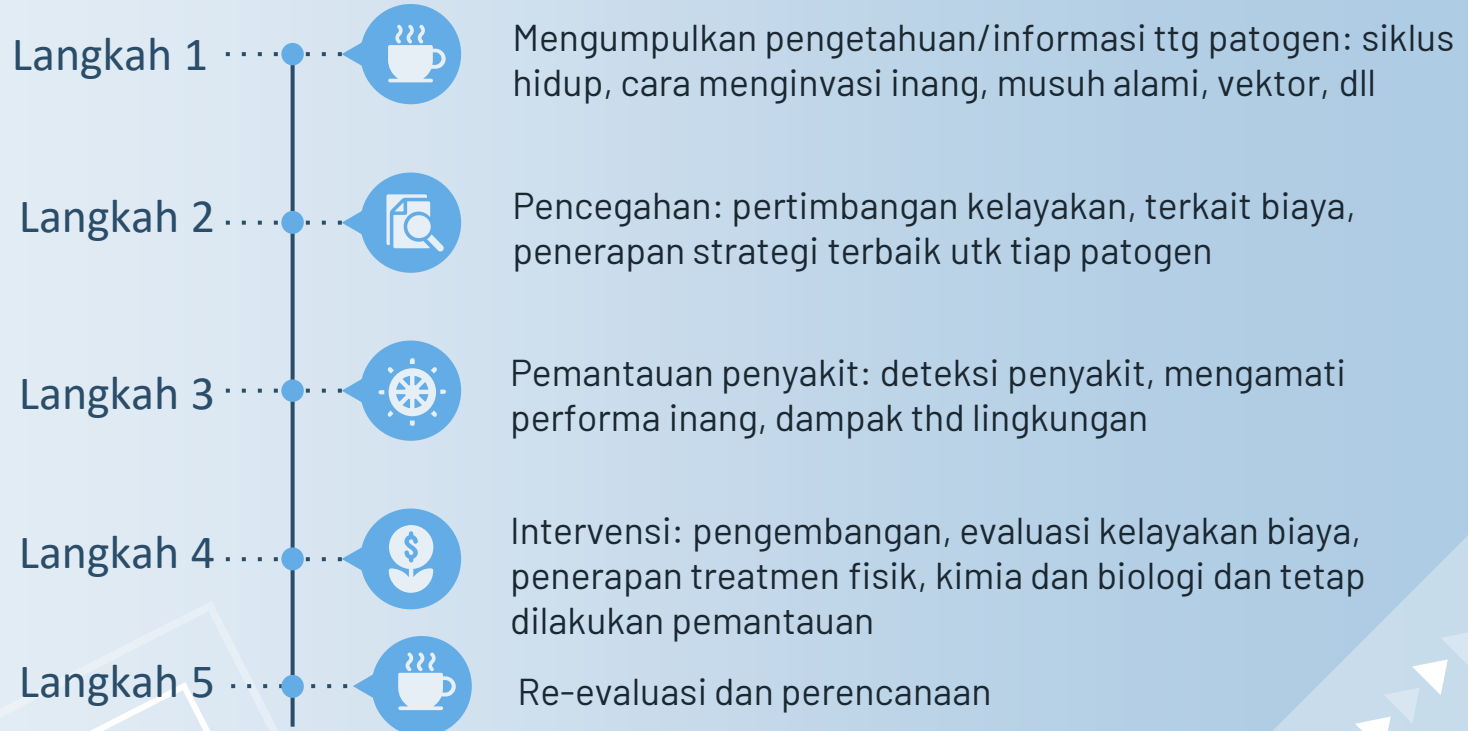 Langkah 1
Mengumpulkan pengetahuan/informasi ttg patogen: siklus
hidup, cara menginvasi inang, musuh alami, vektor, dll
Langkah 2
Pencegahan: pertimbangan kelayakan, terkait biaya,
penerapan strategi terbaik utk tiap patogen
Langkah 3
Pemantauan penyakit: deteksi penyakit, mengamati
performa inang, dampak thd lingkungan
Langkah 4
$
Intervensi: pengembangan, evaluasi kelayakan biaya,
penerapan treatmen fisik, kimia dan biologi dan tetap
dilakukan pemantauan
Langkah 5
Re-evaluasi dan perencanaan